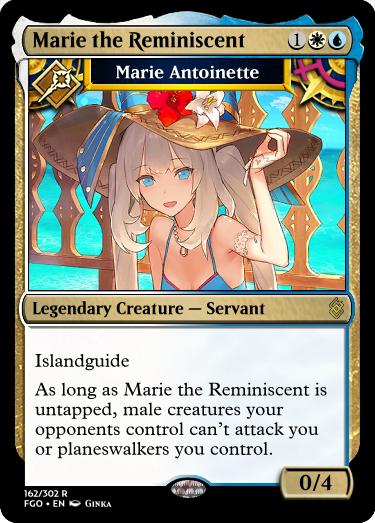 Marie the Reminiscent 1
Marie Antoinette
Legendary Creature — Servant
Islandguide
As long as Marie the Reminiscent is
untapped, male creatures your
opponents control can't attack you
or planeswalkers you control.
0/4
162/302 R
FGO • EN Ginka